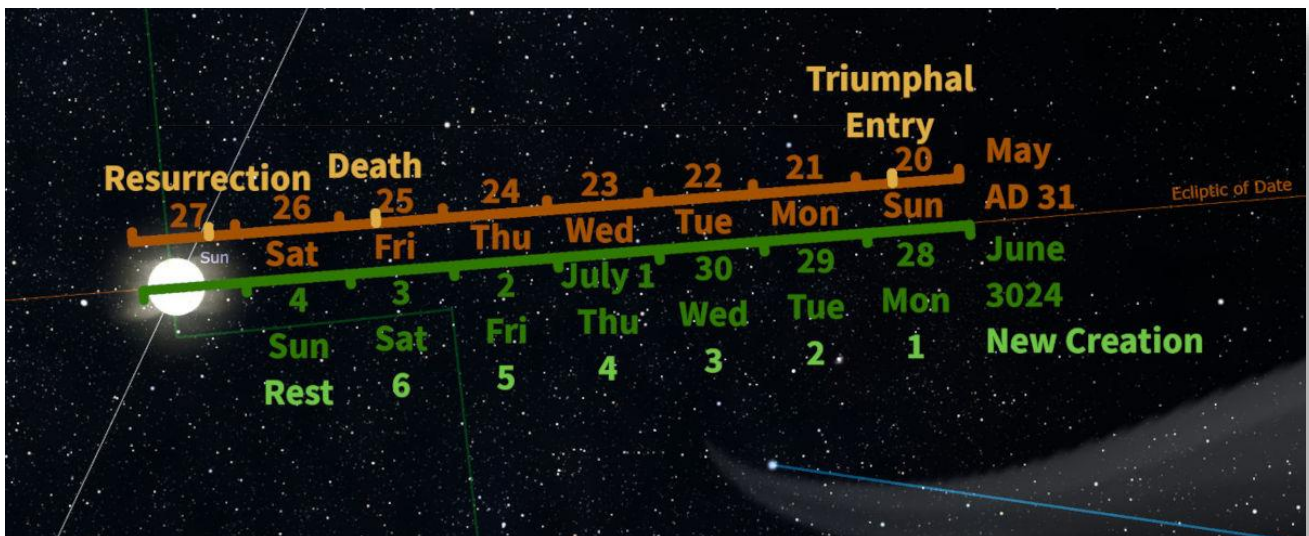 Triumphal
Entry
Resurrection Death
27 26 25 24 23 22 21 20 May
Sat Fri Thu Wed Tue Mon Sun AD 31
Ecliptic of Date
Sun
4 3 2 July 1 30 29 28 June
Sun Sat Fri Thu Wed Tue Mon 3024
Rest 6 5 4 3 2 1 New Creation